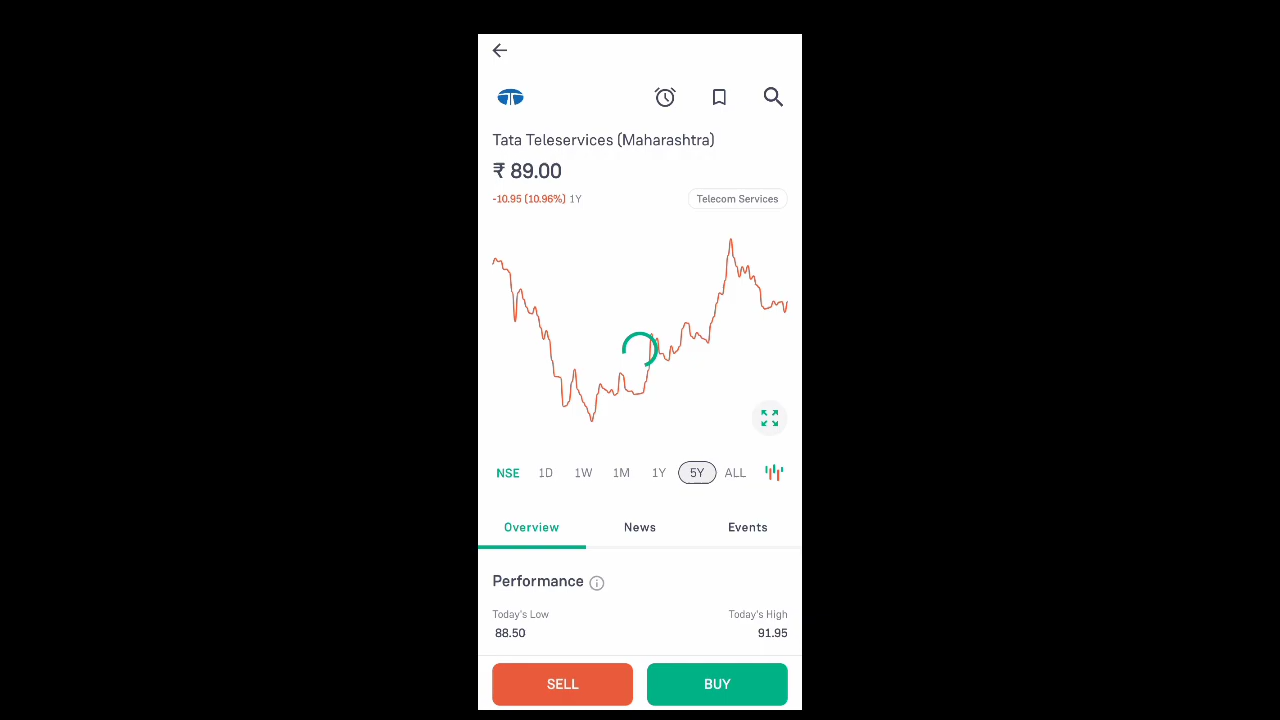 Tata Teleservices (Maharashtra)
₹ 89.00
-10.95 (10.96%) 1Y
Telecom Services
NSE 1D 1W 1M 1Y 5Y ALL
Overview News Events
Performance
Today's Low Today's High
88.50 91.95
SELL BUY